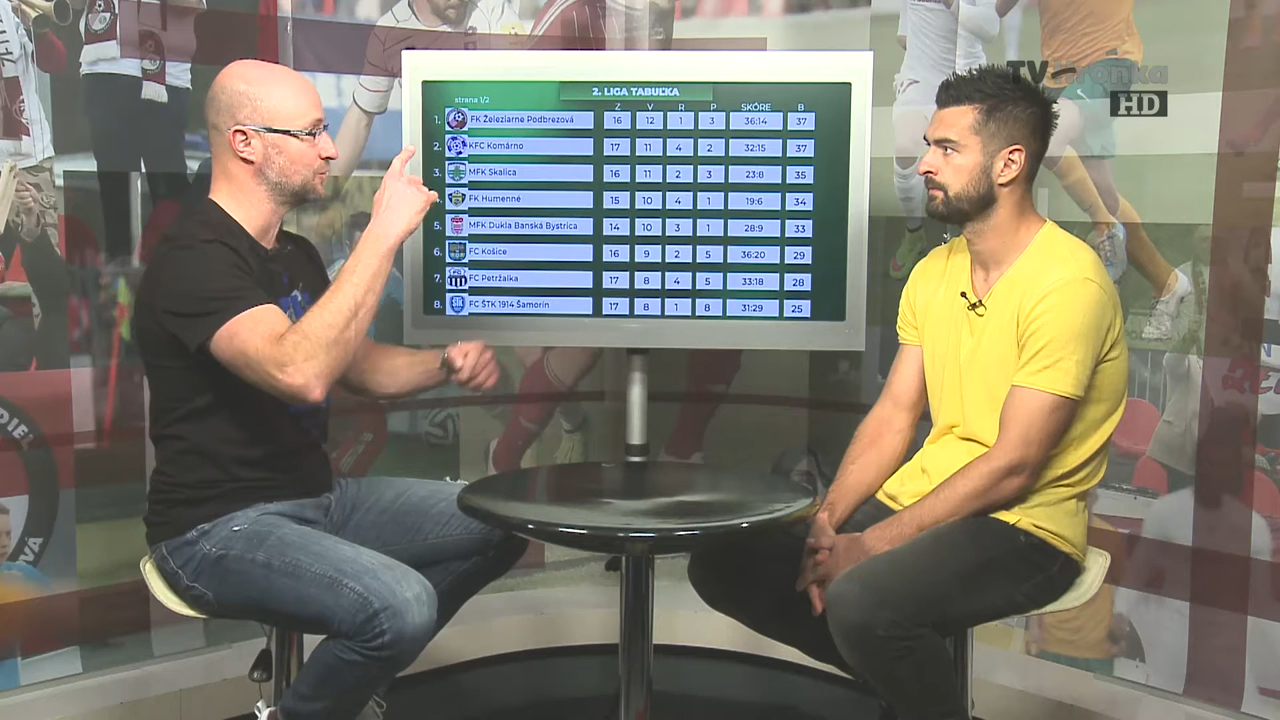 TV Hronka
HD
2. LIGA TABUĽKA
strana 1/2
Z V R P SKÓRE B
1. FK Železiarne Podbrezová 16 12 1 3 36:14 37
2. KFC Komárno 17 11 4 2 32:15 37
3. MFK Skalica 16 11 2 3 23:8 35
4. FK Humenné 15 10 4 1 19:6 34
5. MFK Dukla Banská Bystrica 14 10 3 1 28:9 33
6. FC Košice 16 9 2 5 36:20 29
7. FC Petržalka 17 8 4 5 33:18 28
8. FC ŠTK 1914 Šamorín 17 8 1 8 31:29 25